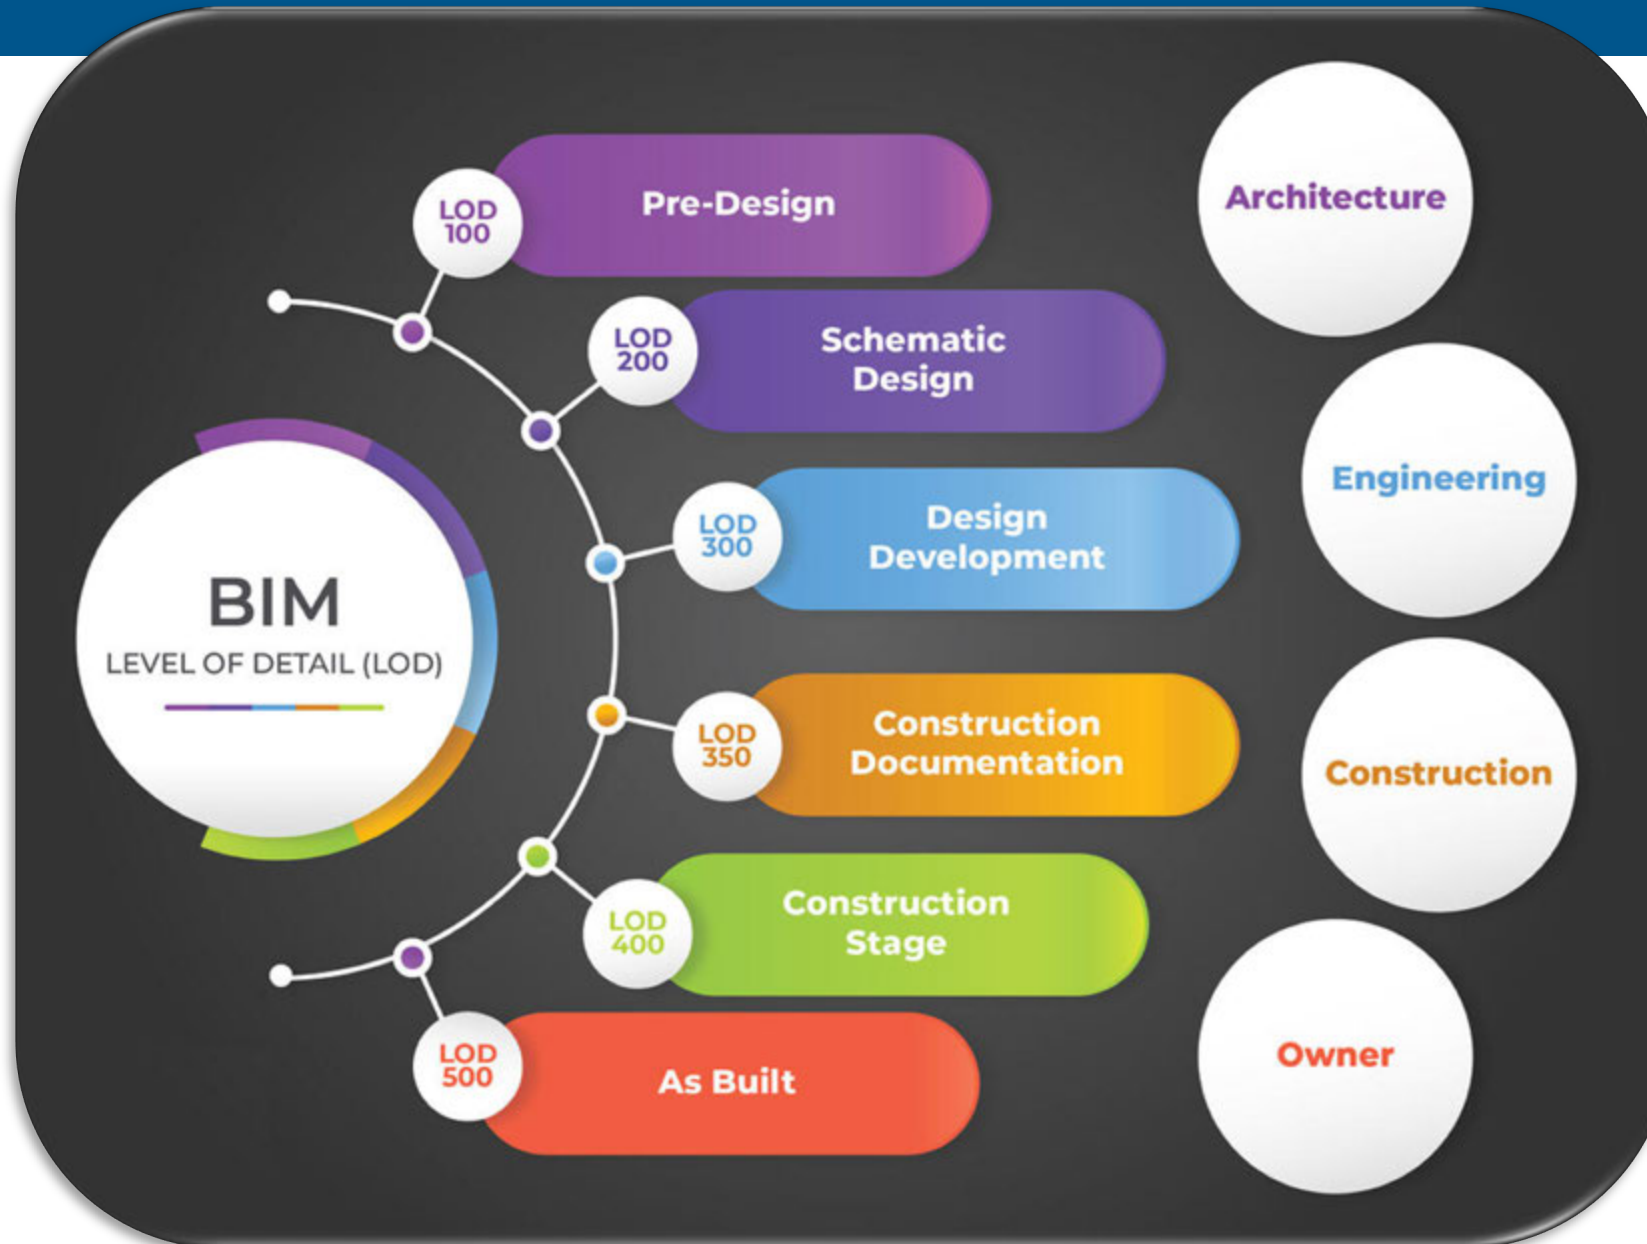 BIM
LEVEL OF DETAIL (LOD)
LOD
100
Pre-Design
LOD
200
Schematic
Design
LOD
300
Design
Development
LOD
350
Construction
Documentation
LOD
400
Construction
Stage
LOD
500
As Built
Architecture
Engineering
Construction
Owner